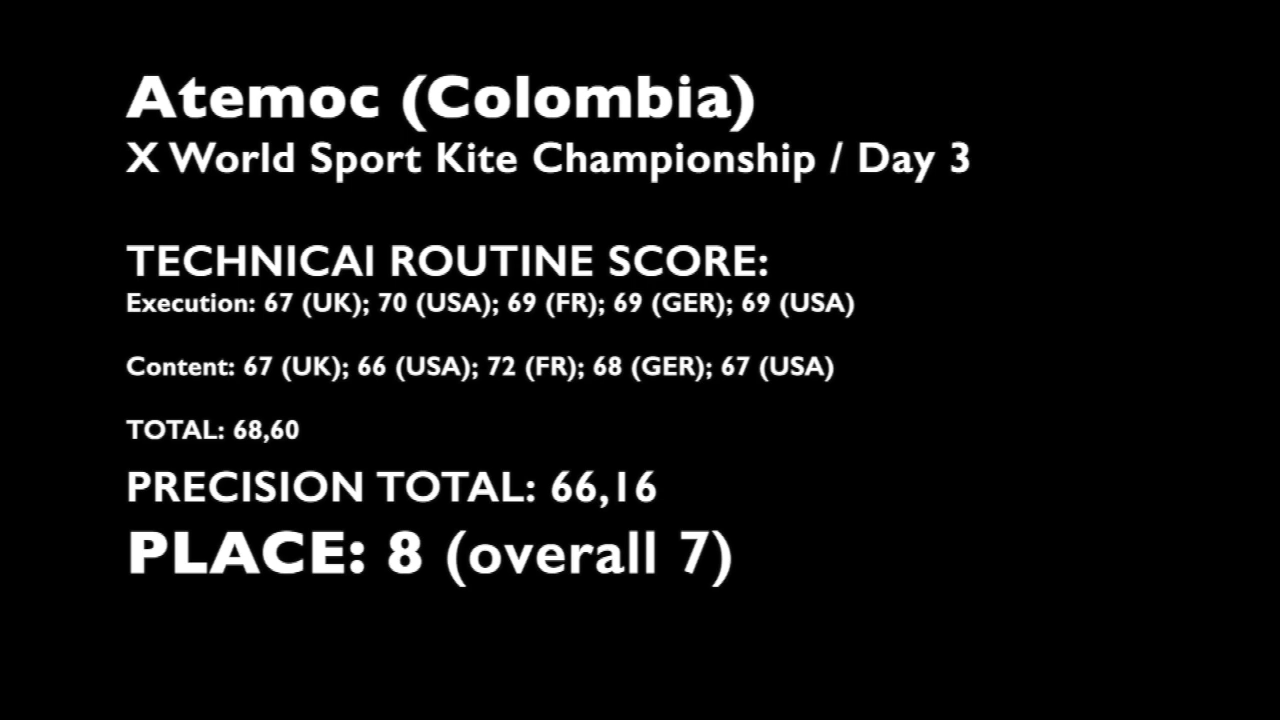 Atemoc (Colombia)
X World Sport Kite Championship / Day 3
TECHNICAI ROUTINE SCORE:
Execution: 67 (UK); 70 (USA); 69 (FR); 69 (GER); 69 (USA)
Content: 67 (UK); 66 (USA); 72 (FR); 68 (GER); 67 (USA)
TOTAL: 68,60
PRECISION TOTAL: 66,16
PLACE: 8 (overall 7)